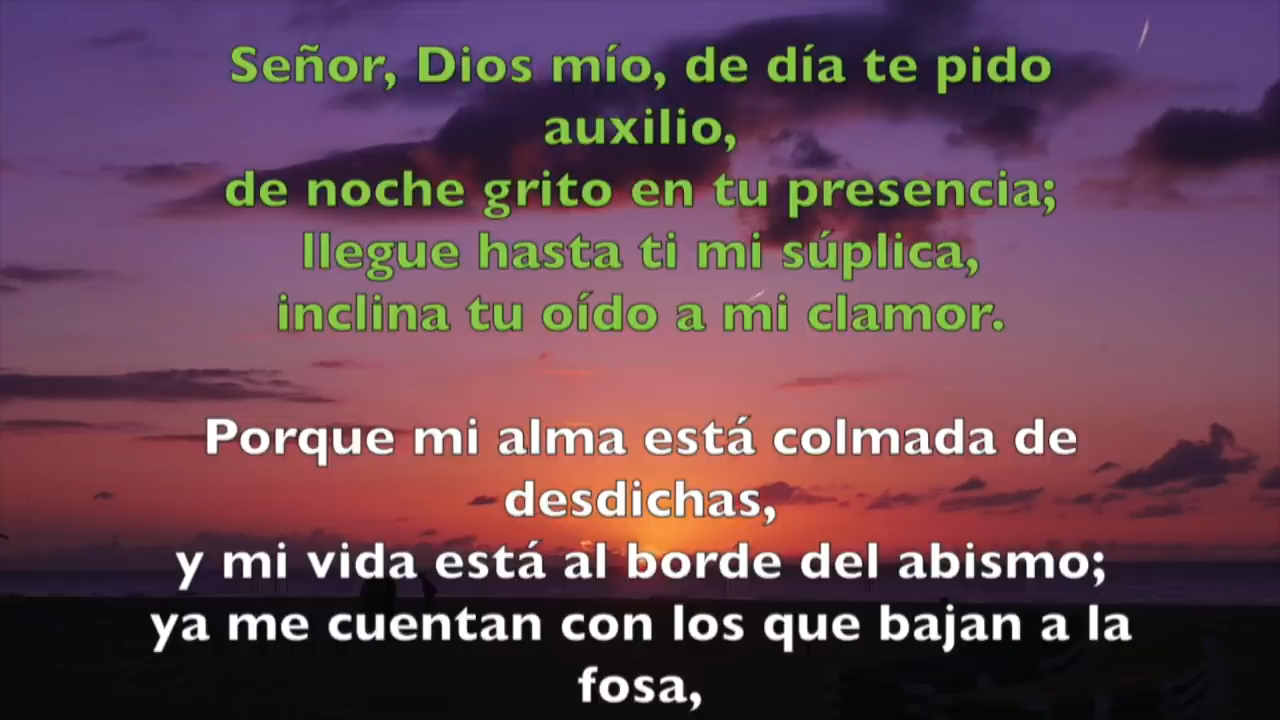 Señor, Dios mío, de día te pido
auxilio,
de noche grito en tu presencia;
llegue hasta ti mi súplica,
inclina tu oído a mi clamor.
Porque mi alma está colmada de
desdichas,
y mi vida está al borde del abismo;
ya me cuentan con los que bajan a la
fosa,